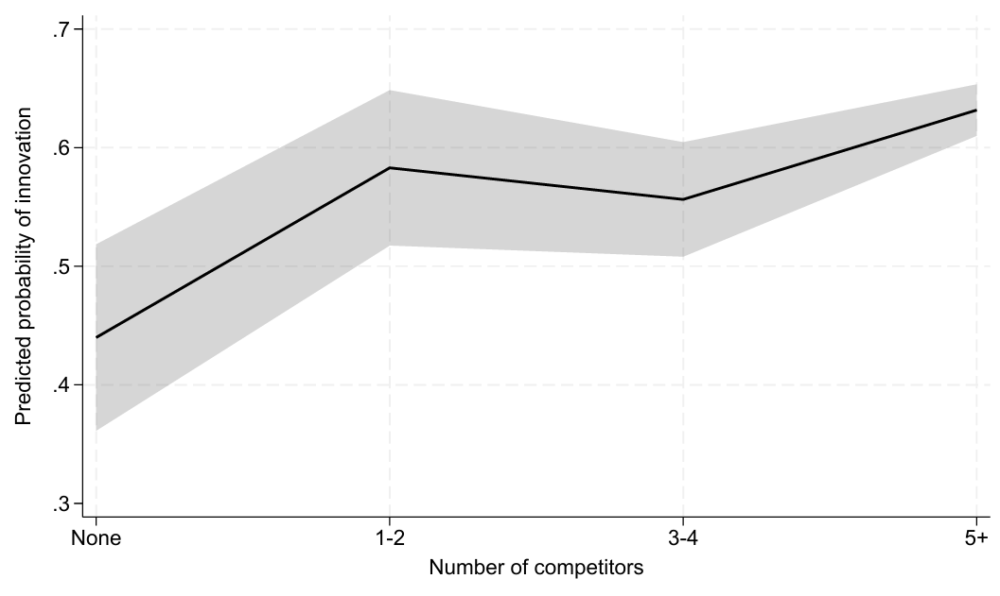 Predicted probability of innovation
.7
.6
.5
.4
.3
None 1-2 3-4 5+
Number of competitors